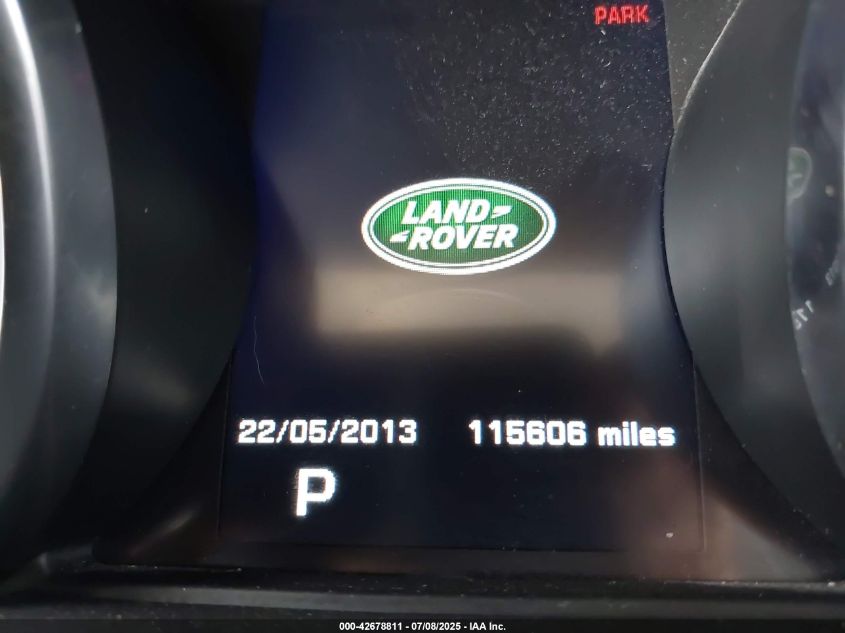 PARK
LAND
ROVER
22/05/2013 115606 miles
P
000-42678811 - 07/08/2025 - IAA Inc.